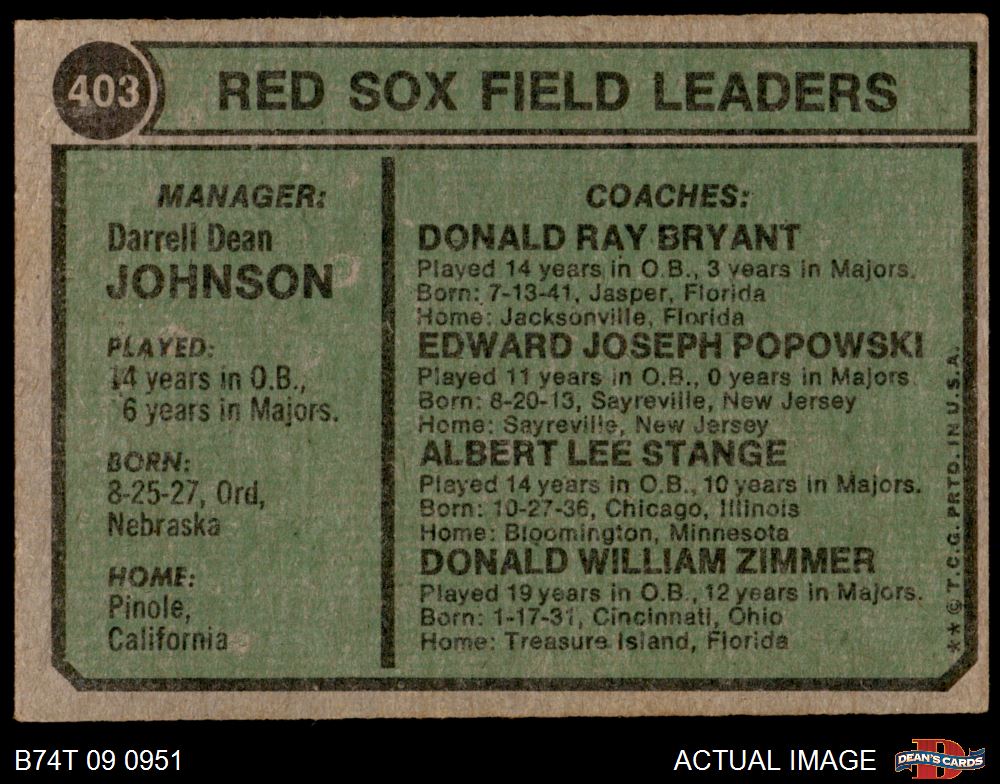 403
RED SOX FIELD LEADERS
MANAGER:
Darrell Dean
JOHNSON
PLAYED:
14 years in O.B.,
6 years in Majors.
BORN:
8-25-27, Ord,
Nebraska
HOME:
Pinole,
California
COACHES:
DONALD RAY BRYANT
Played 14 years in O.B., 3 years in Majors.
Born: 7-13-41, Jasper, Florida
Home: Jacksonville, Florida
EDWARD JOSEPH POPOWSKI
Played 11 years in O.B., 0 years in Majors
Born: 8-20-13, Sayreville, New Jersey
Home: Sayreville, New Jersey
ALBERT LEE STANGE
Played 14 years in O.B., 10 years in Majors.
Born: 10-27-36, Chicago, Illinois
Home: Bloomington, Minnesota
DONALD WILLIAM ZIMMER
Played 19 years in O.B., 12 years in Majors.
Born: 1-17-31, Cincinnati, Ohio
Home: Treasure Island, Florida
** © T.C.G. PRTD. IN U.S.A.
B74T 09 0951
ACTUAL IMAGE
D
DEAN'S CARDS